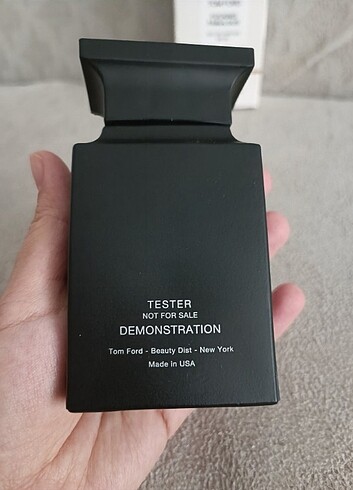 TESTER
NOT FOR SALE
DEMONSTRATION
Tom Ford - Beauty Dist - New York
Made in USA